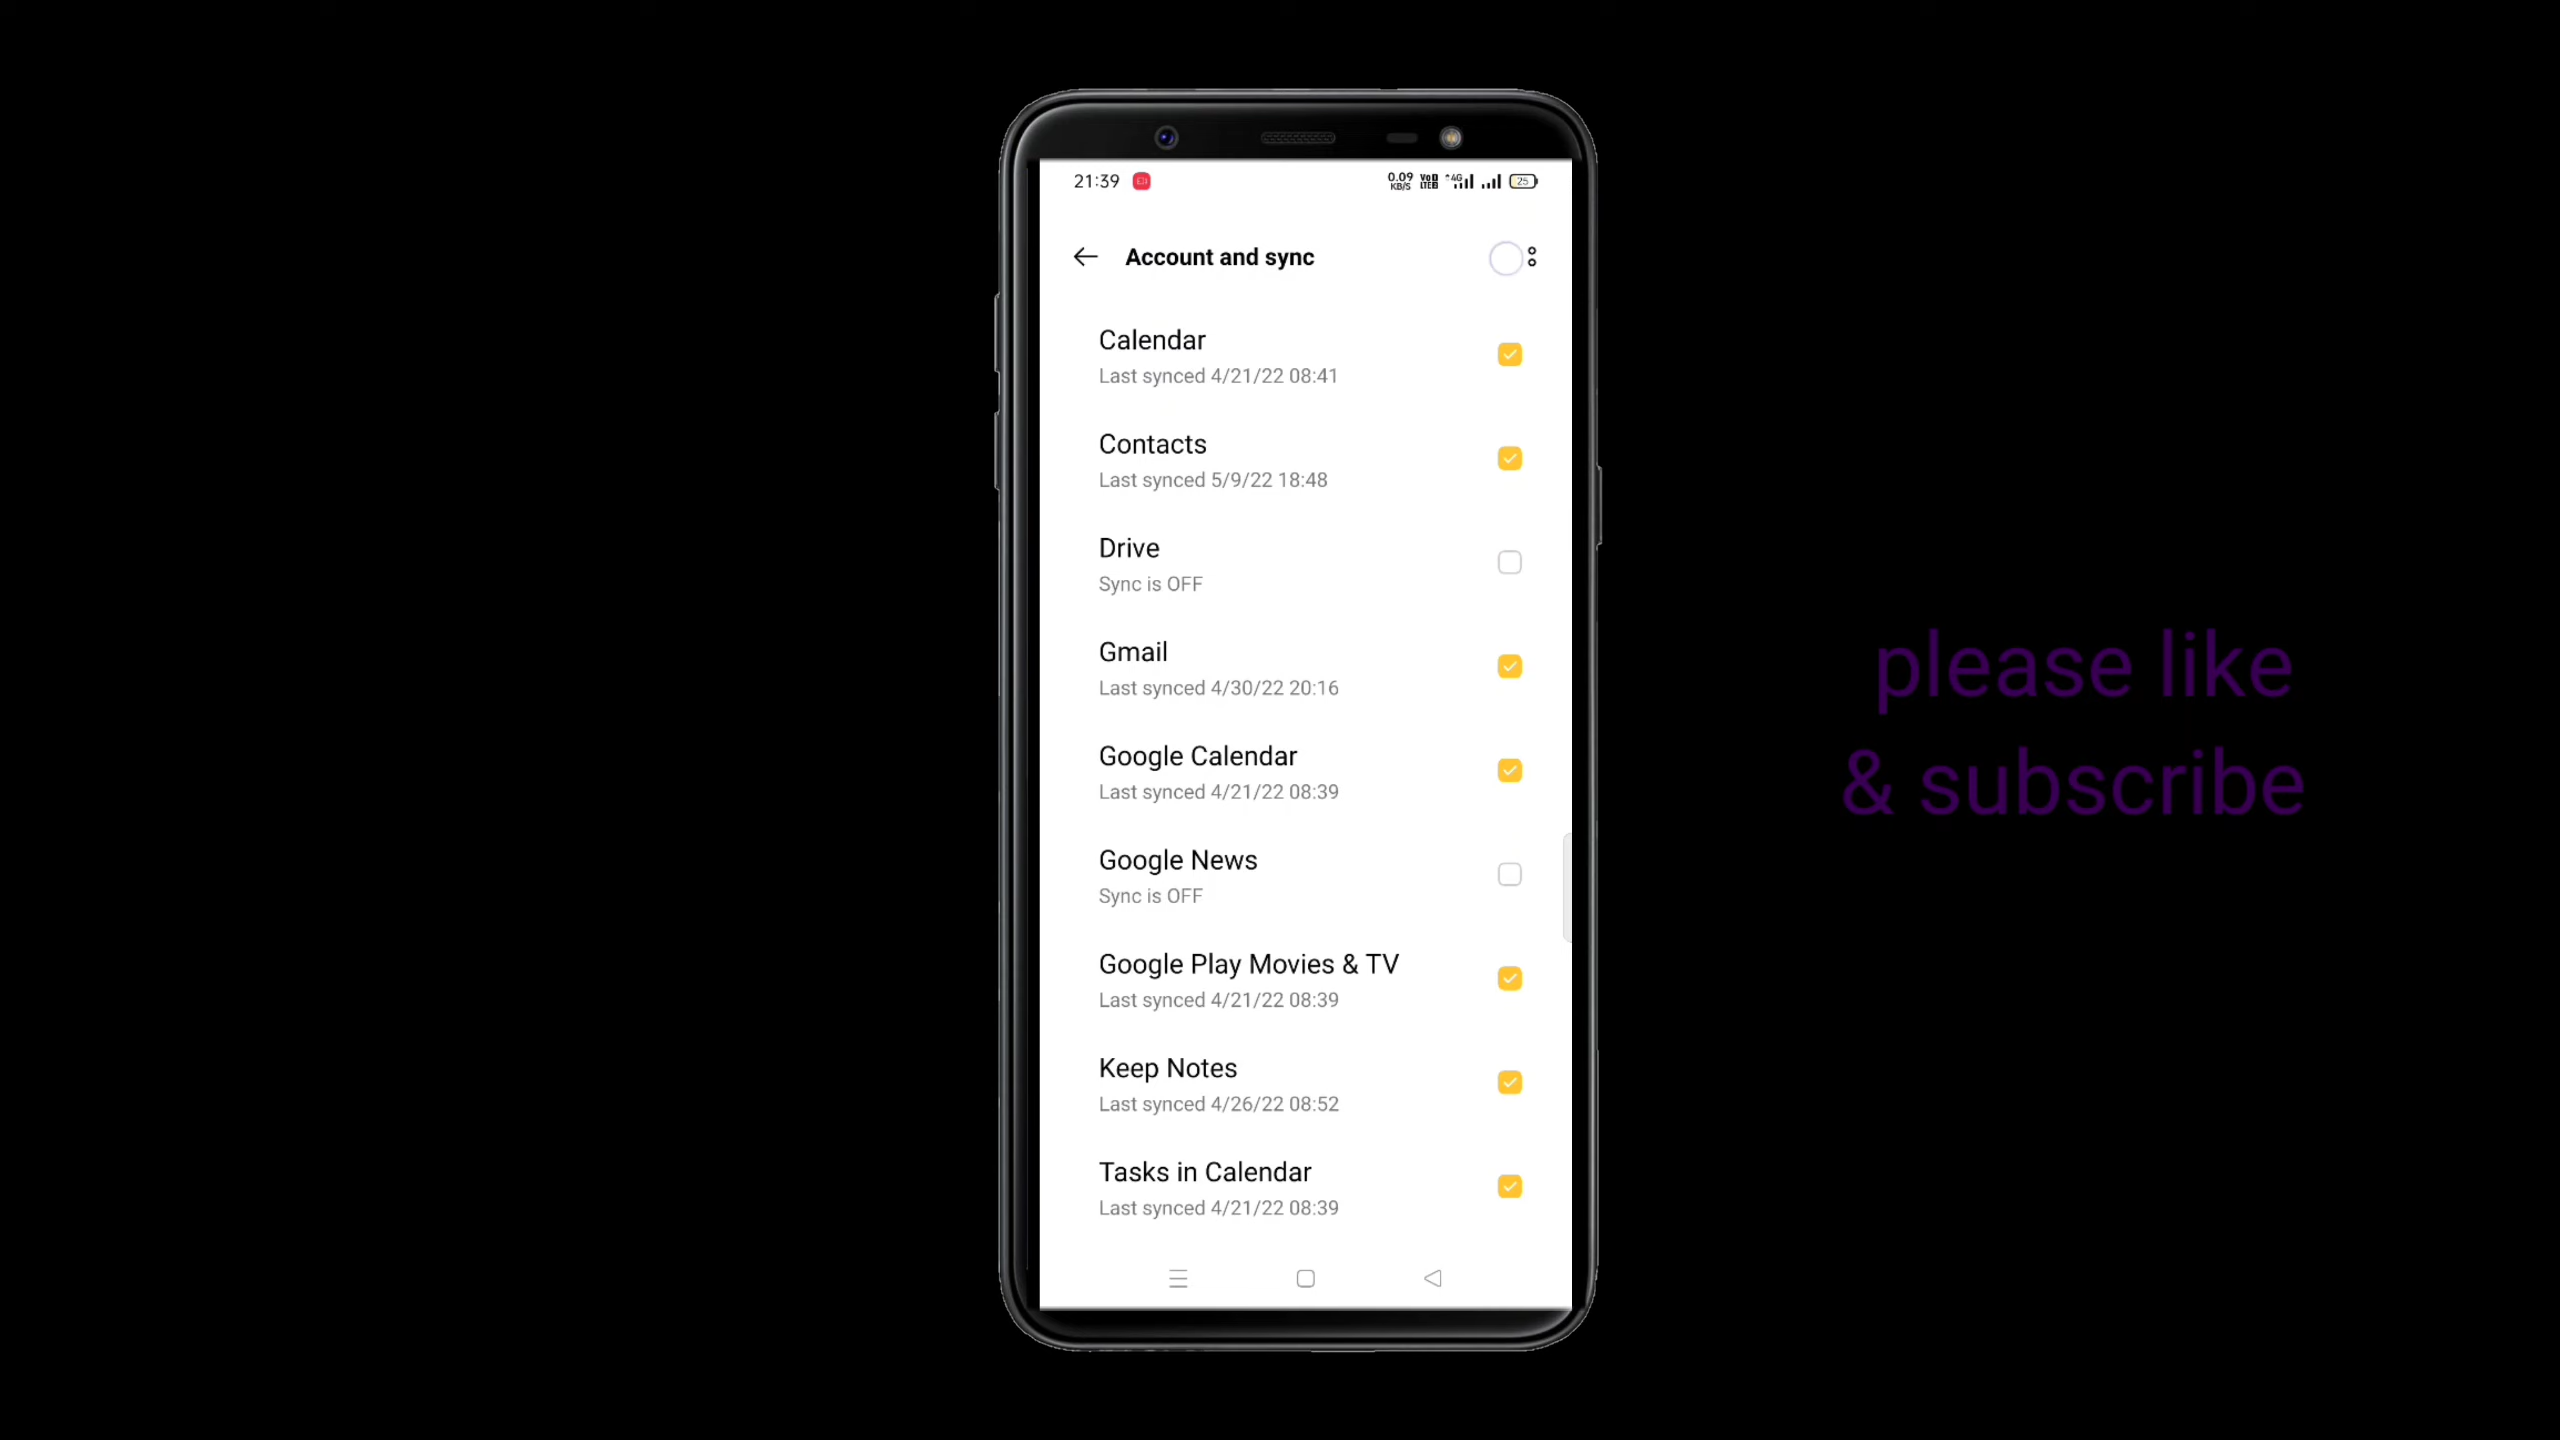 21:39
0.09 KB/S 4G 25
Account and sync
Calendar
Last synced 4/21/22 08:41
Contacts
Last synced 5/9/22 18:48
Drive
Sync is OFF
Gmail
Last synced 4/30/22 20:16
Google Calendar
Last synced 4/21/22 08:39
Google News
Sync is OFF
Google Play Movies & TV
Last synced 4/21/22 08:39
Keep Notes
Last synced 4/26/22 08:52
Tasks in Calendar
Last synced 4/21/22 08:39
please like
& subscribe